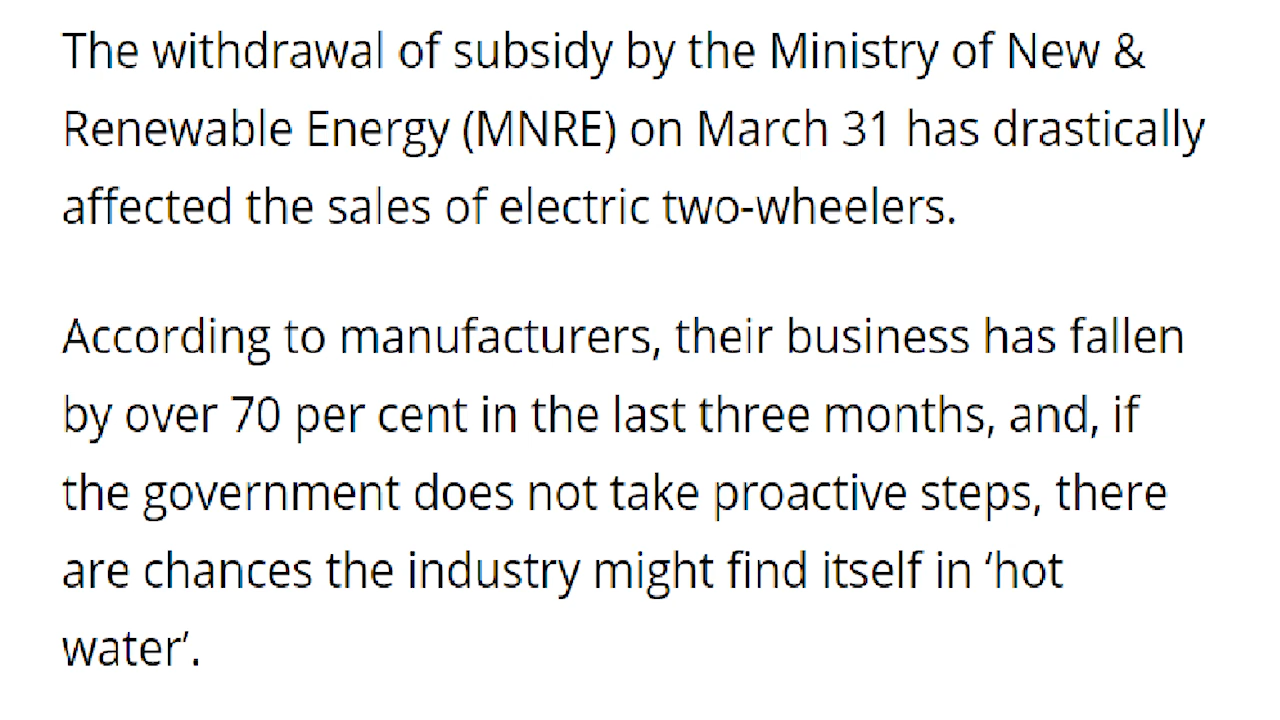 The withdrawal of subsidy by the Ministry of New &
Renewable Energy (MNRE) on March 31 has drastically
affected the sales of electric two-wheelers.
According to manufacturers, their business has fallen
by over 70 per cent in the last three months, and, if
the government does not take proactive steps, there
are chances the industry might find itself in ‘hot
water’.